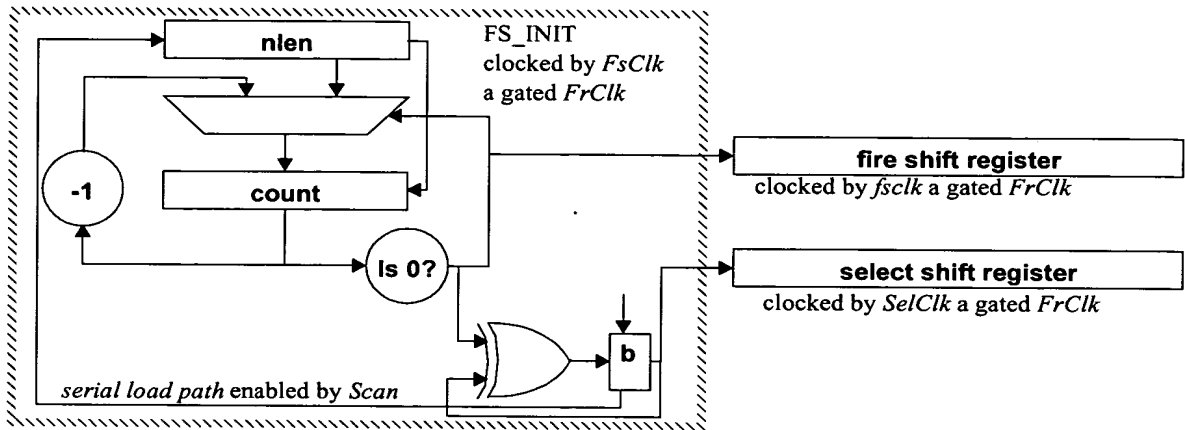 nlen
FS_INIT
clocked by FsClk
a gated FrClk
-1
count
Is 0?
fire shift register
clocked by fsclk a gated FrClk
select shift register
clocked by SelClk a gated FrClk
b
serial load path enabled by Scan